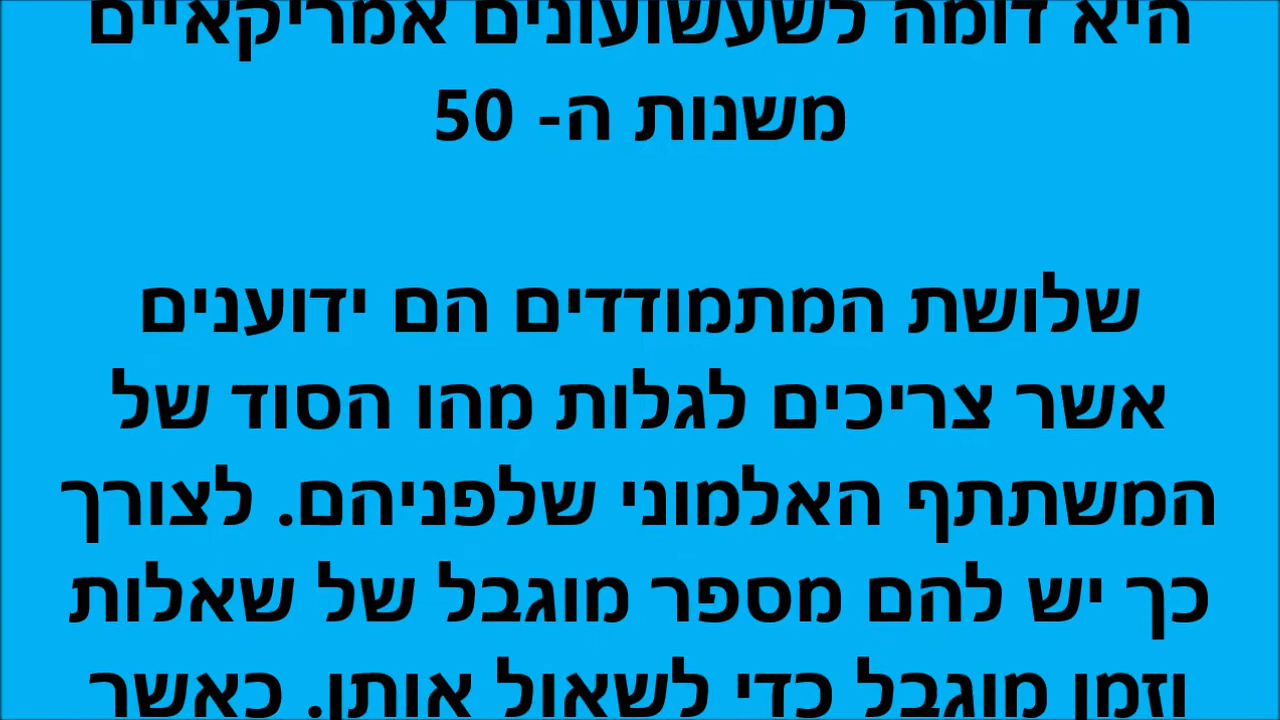 היא דומה לשעשועונים אמריקאיים
משנות ה- 50
שלושת המתמודדים הם ידוענים
אשר צריכים לגלות מהו הסוד של
המשתתף האלמוני שלפניהם. לצורך
כך יש להם מספר מוגבל של שאלות
וזמן מוגבל כדי לשאול אותן. כאשר